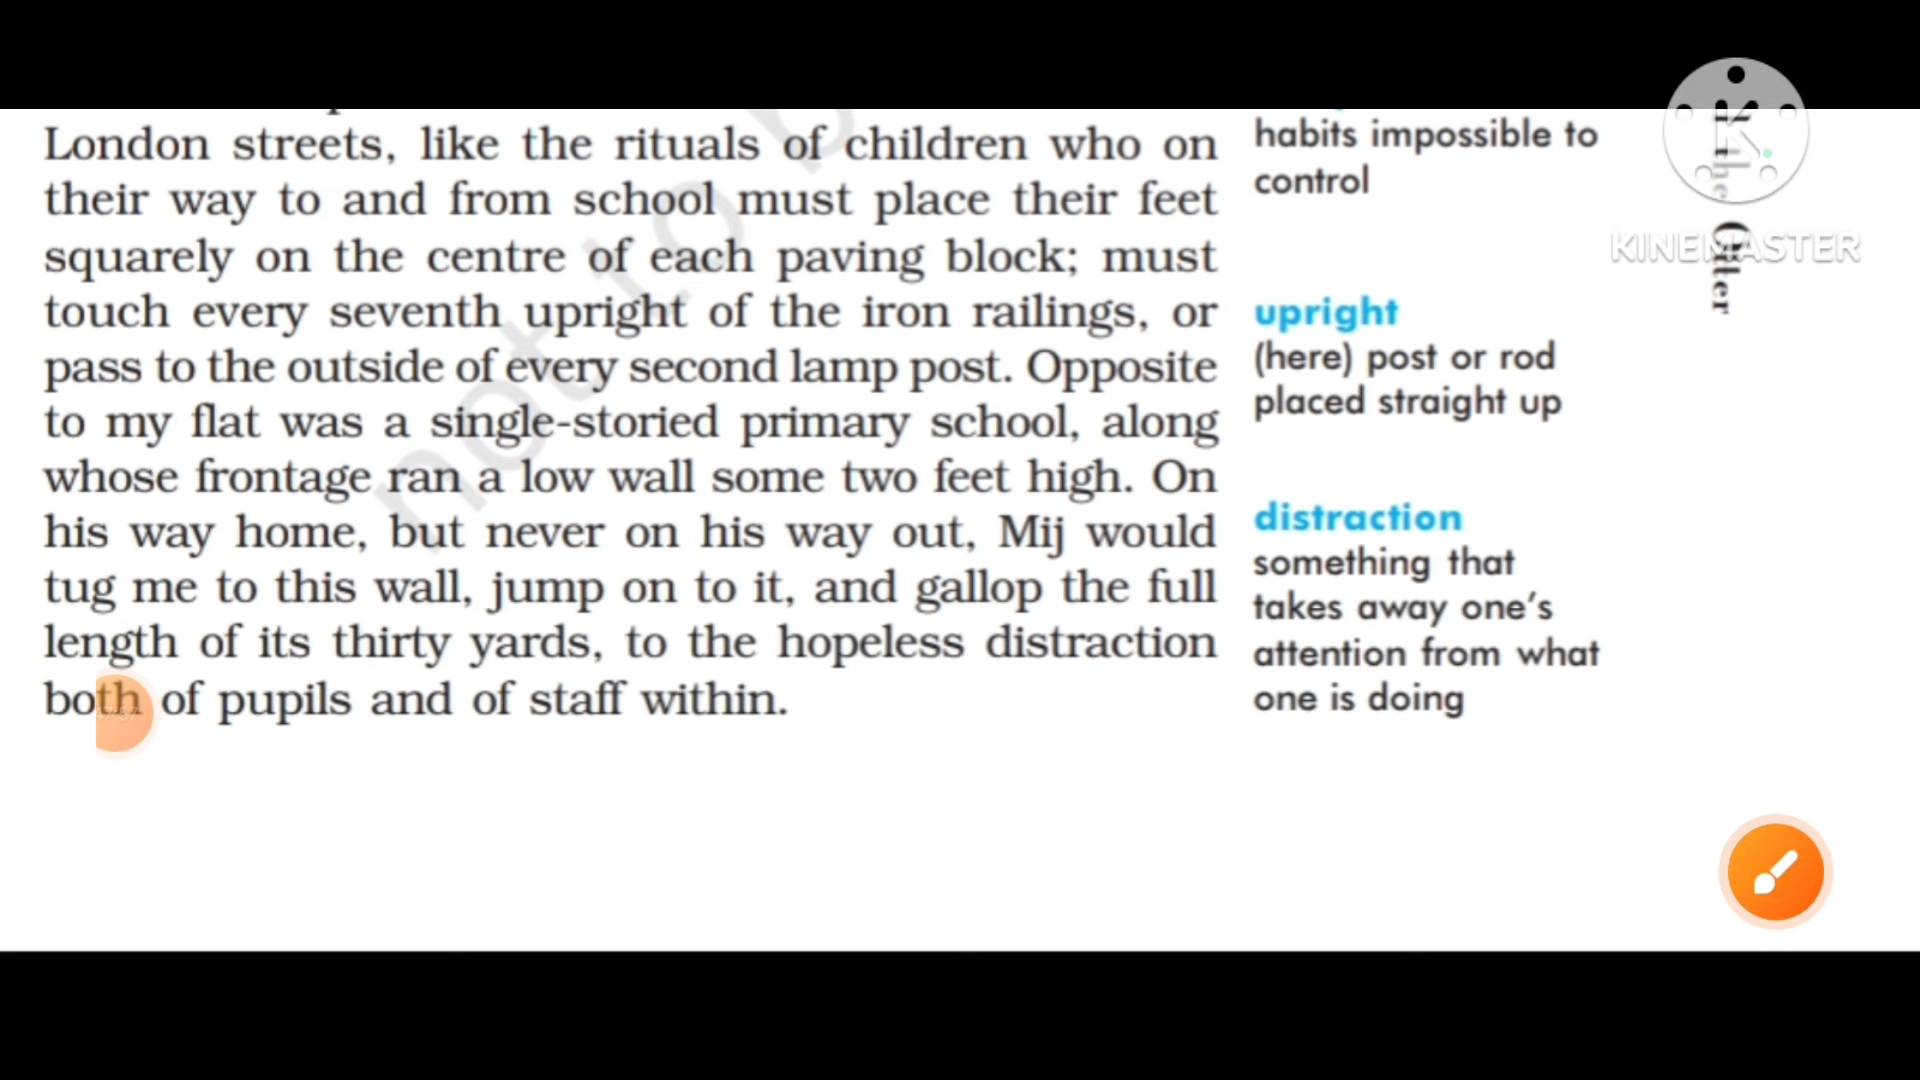 London streets, like the rituals of children who on
their way to and from school must place their feet
squarely on the centre of each paving block; must
touch every seventh upright of the iron railings, or
pass to the outside of every second lamp post. Opposite
to my flat was a single-storied primary school, along
whose frontage ran a low wall some two feet high. On
his way home, but never on his way out, Mij would
tug me to this wall, jump on to it, and gallop the full
length of its thirty yards, to the hopeless distraction
both of pupils and of staff within.
habits impossible to
control
upright
(here) post or rod
placed straight up
distraction
something that
takes away one's
attention from what
one is doing
the Otter
KINEMASTER
not to b